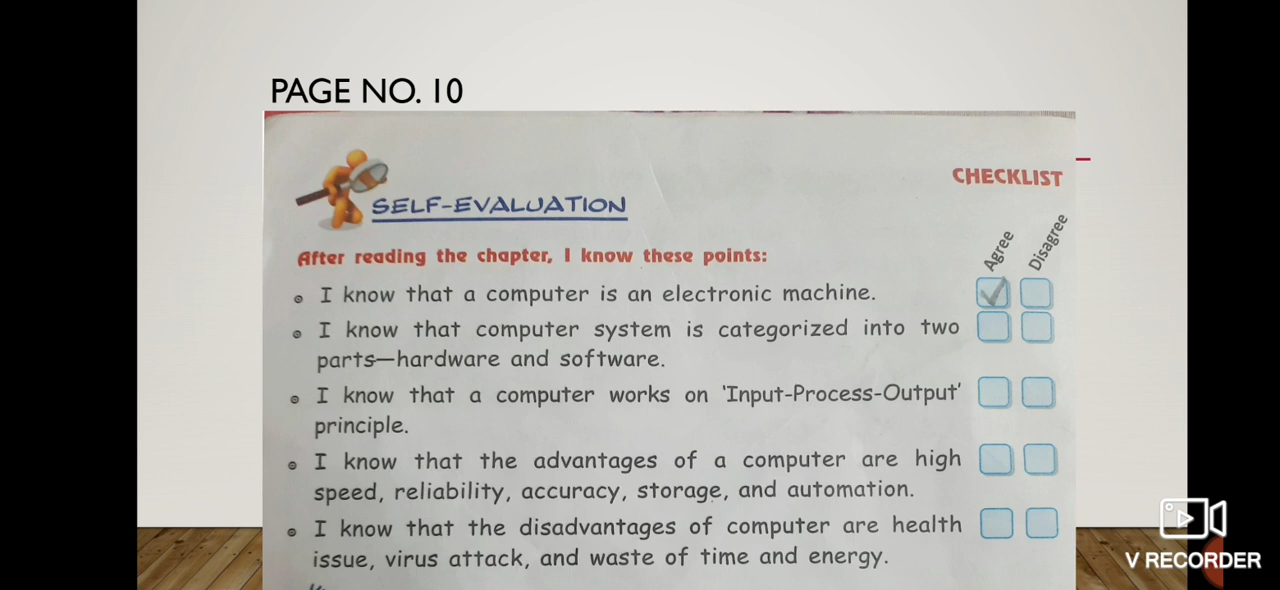 PAGE NO. 10
CHECKLIST
SELF-EVALUATION
Agree
Disagree
After reading the chapter, I know these points:
I know that a computer is an electronic machine.
I know that computer system is categorized into two
parts—hardware and software.
I know that a computer works on ‘Input-Process-Output’
principle.
I know that the advantages of a computer are high
speed, reliability, accuracy, storage, and automation.
I know that the disadvantages of computer are health
issue, virus attack, and waste of time and energy.
V RECORDER